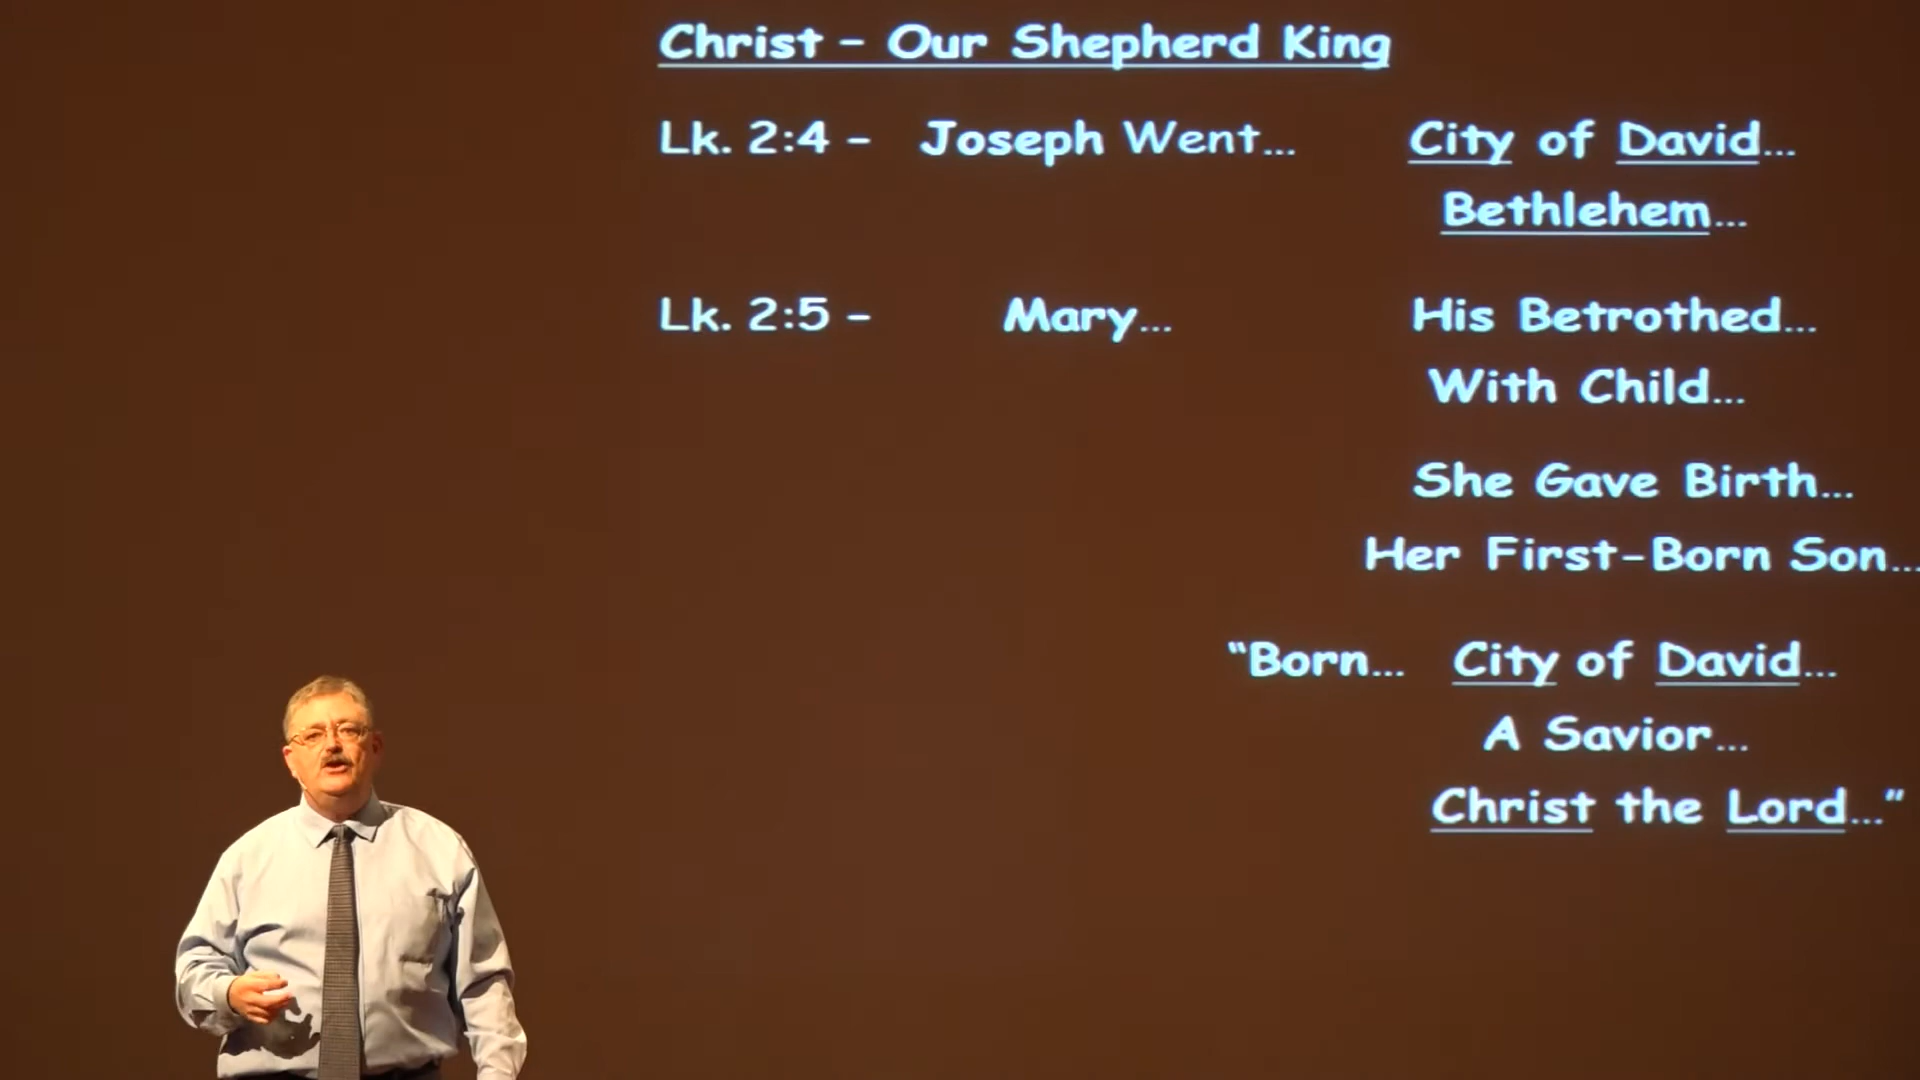 Christ - Our Shepherd King
Lk. 2:4 - Joseph Went... City of David...
Bethlehem...
Lk. 2:5 - Mary... His Betrothed...
With Child...
She Gave Birth...
Her First-Born Son...
“Born... City of David...
A Savior...
Christ the Lord...”